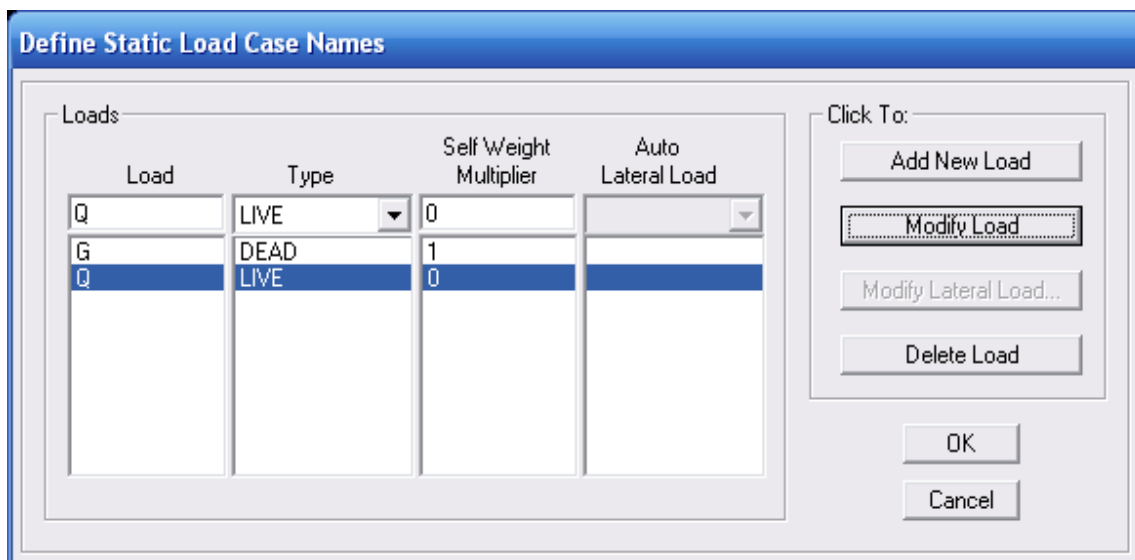 Define Static Load Case Names
Loads
Load Type Self Weight Multiplier Auto Lateral Load
Q LIVE 0
G DEAD 1
Q LIVE 0
Click To:
Add New Load
Modify Load
Modify Lateral Load...
Delete Load
OK
Cancel